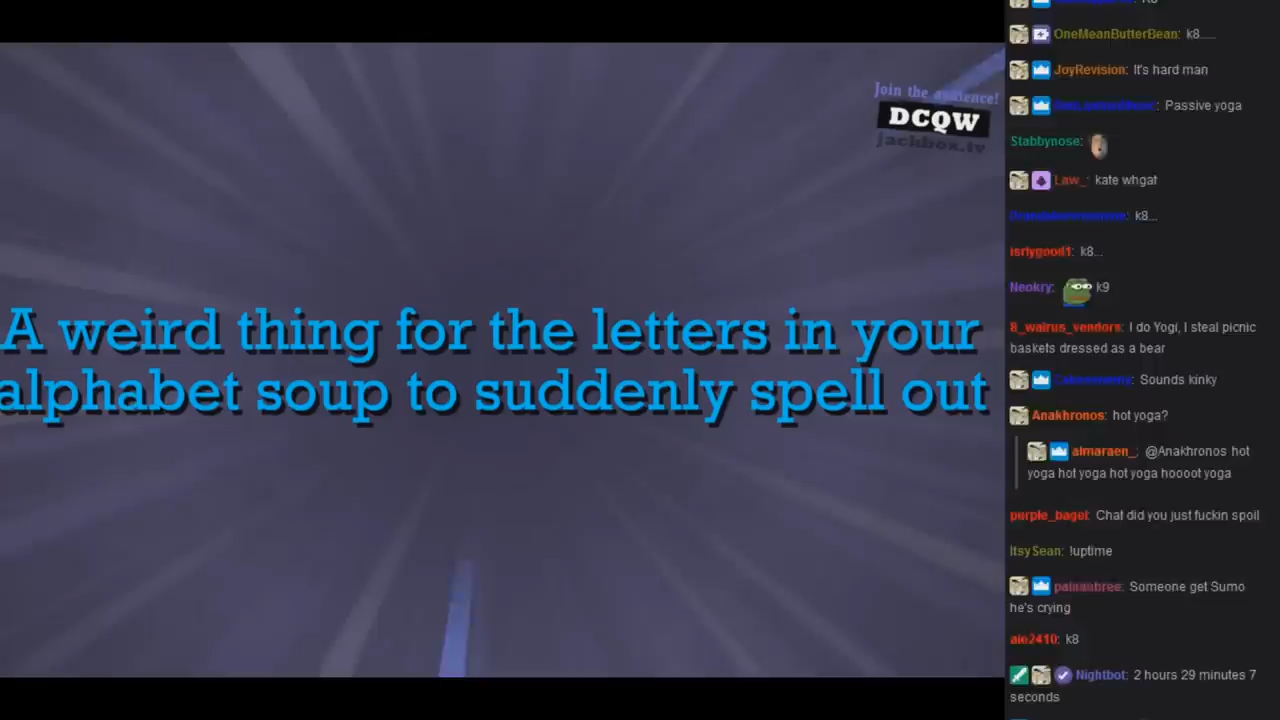 Join the audience!
DCQW
jackbox.tv
A weird thing for the letters in your
alphabet soup to suddenly spell out
OneMeanButterBean: k8.....
JoyRevision: It's hard man
Passive yoga
Stabbynose:
Law_: kate whgat
k8...
isrlygood1: k8..
Neokry: k9
8_walrus_vendors: I do Yogi, I steal picnic
baskets dressed as a bear
Sounds kinky
Anakhronos: hot yoga?
almaraen_: @Anakhronos hot
yoga hot yoga hot yoga hoooot yoga
purple_bagel: Chat did you just fuckin spoil
ItsySean: !uptime
Someone get Sumo
he's crying
ale2410: k8
Nightbot: 2 hours 29 minutes 7
seconds